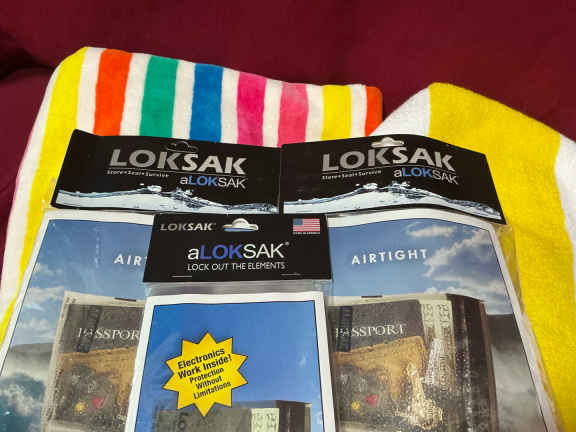 LOKSAK
Store•Seal•Survive
aLOKSAK
LOKSAK
Store•Seal•Survive
aLOKSAK
LOKSAK®
aLOKSAK®
LOCK OUT THE ELEMENTS
AIRTIGHT
PASSPORT
AIRTIGHT
PASSPORT
Electronics
Work Inside!
Protection
Without
Limitations